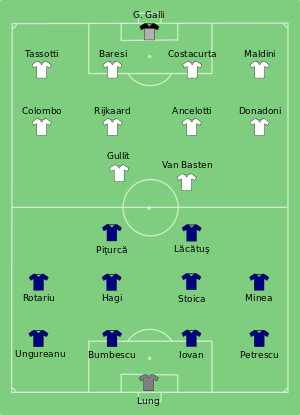 G. Galli
Tassotti Baresi Costacurta Maldini
Colombo Rijkaard Ancelotti Donadoni
Gullit Van Basten
Pițurcă Lăcătuş
Rotariu Hagi Stoica Minea
Ungureanu Bumbescu Iovan Petrescu
Lung